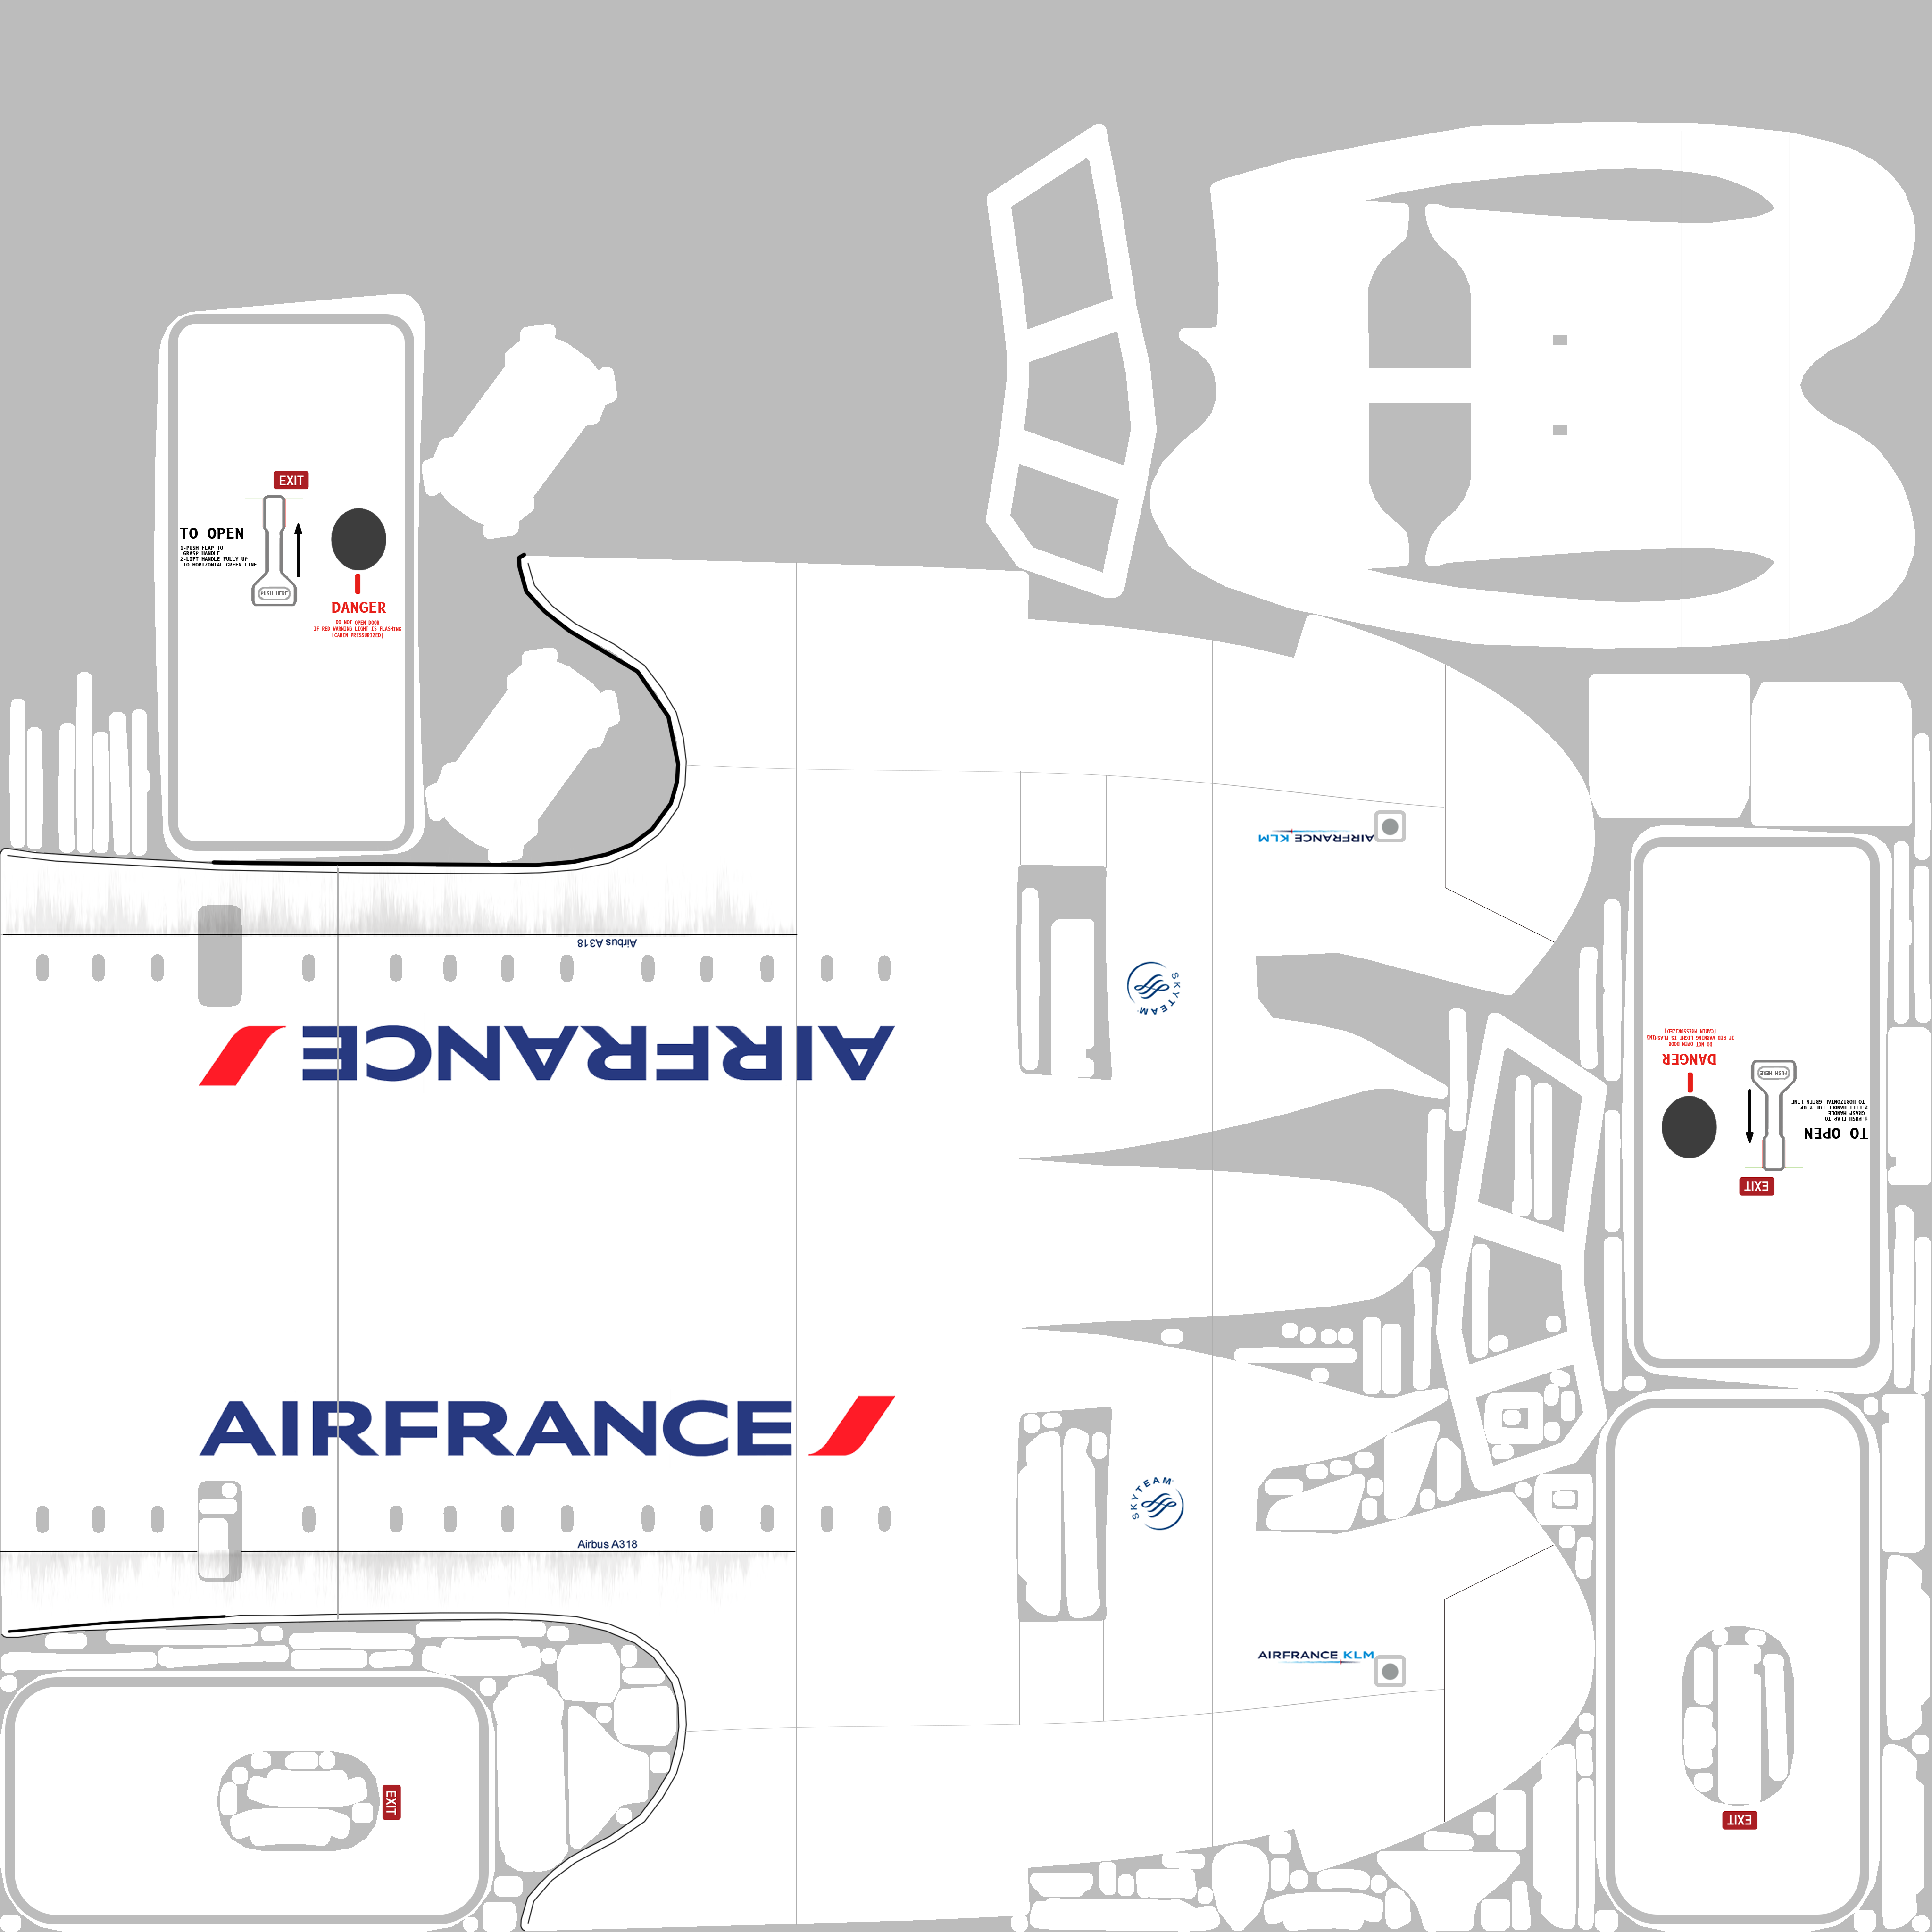 EXIT
TO OPEN
1-PUSH FLAP TO
GRASP HANDLE
2-LIFT HANDLE FULLY UP
TO HORIZONTAL GREEN LINE
PUSH HERE
DANGER
DO NOT OPEN DOOR
IF RED WARNING LIGHT IS FLASHING
(CABIN PRESSURIZED)
AIRFRANCE KLM
Airbus A318
SKYTEAM
AIRFRANCE
(CABIN PRESSURIZED)
IF RED WARNING LIGHT IS FLASHING
DO NOT OPEN DOOR
DANGER
PUSH HERE
TO HORIZONTAL GREEN LINE
2-LIFT HANDLE FULLY UP
GRASP HANDLE
1-PUSH FLAP TO
TO OPEN
EXIT
AIRFRANCE
SKYTEAM
Airbus A318
AIRFRANCE KLM
EXIT
EXIT